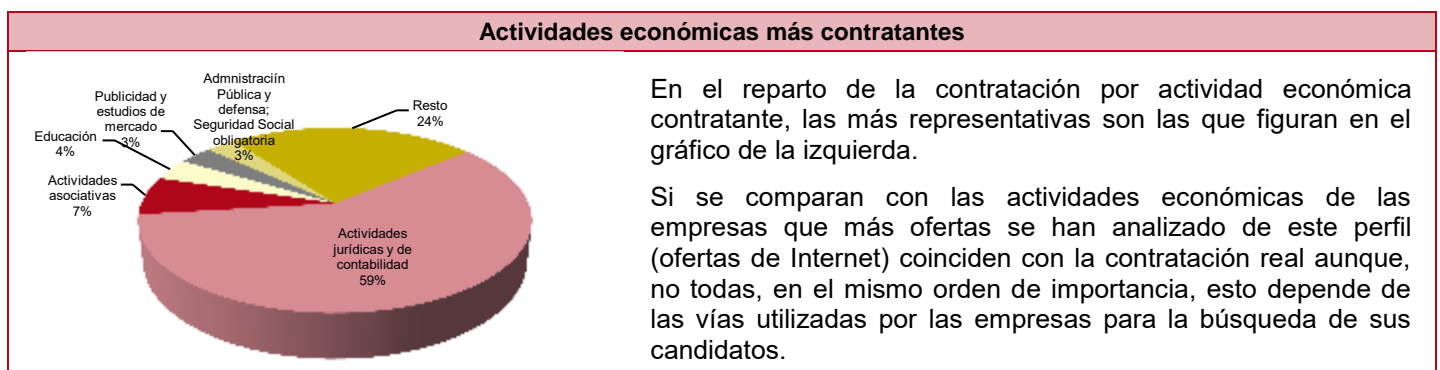 Actividades económicas más contratantes
Admnistraciín
Pública y
defensa;
Seguridad Social
obligatoria
3%
Publicidad y
estudios de
mercado
3%
Resto
24%
Educación
4%
Actividades
asociativas
7%
Actividades
jurídicas y de
contabilidad
59%
En el reparto de la contratación por actividad económica
contratante, las más representativas son las que figuran en el
gráfico de la izquierda.
Si se comparan con las actividades económicas de las
empresas que más ofertas se han analizado de este perfil
(ofertas de Internet) coinciden con la contratación real aunque,
no todas, en el mismo orden de importancia, esto depende de
las vías utilizadas por las empresas para la búsqueda de sus
candidatos.